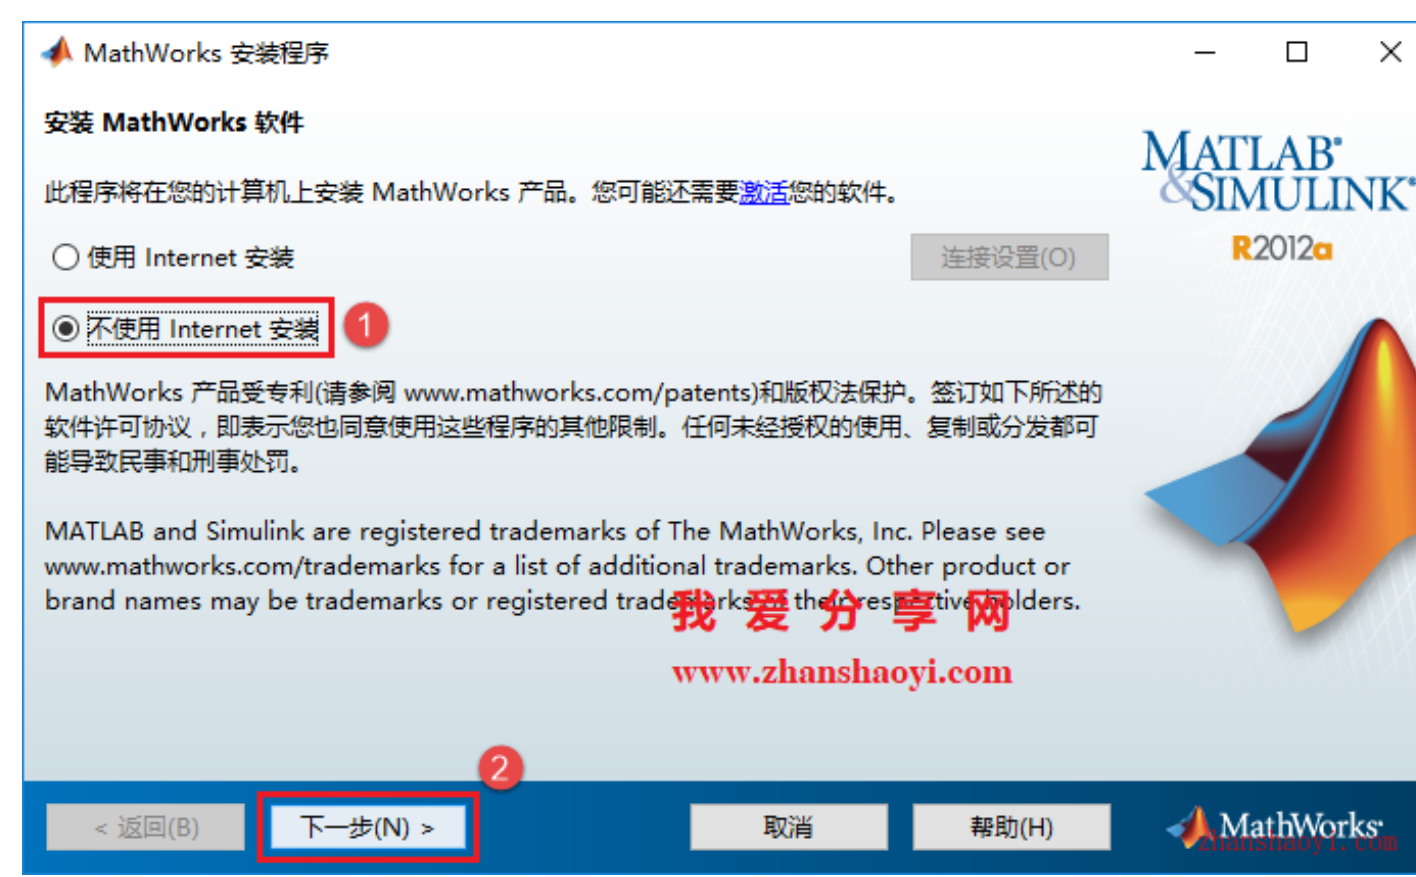 MathWorks 安装程序
安装 MathWorks 软件
此程序将在您的计算机上安装 MathWorks 产品。您可能还需要激活您的软件。
使用 Internet 安装
连接设置(O)
不使用 Internet 安装
1
MathWorks 产品受专利(请参阅 www.mathworks.com/patents)和版权法保护。签订如下所述的
软件许可协议，即表示您也同意使用这些程序的其他限制。任何未经授权的使用、复制或分发都可
能导致民事和刑事处罚。
MATLAB and Simulink are registered trademarks of The MathWorks, Inc. Please see
www.mathworks.com/trademarks for a list of additional trademarks. Other product or
brand names may be trademarks or registered trademarks of their respective holders.
我爱分享网
www.zhanshaoyi.com
MATLAB®
&SIMULINK®
R2012a
2
< 返回(B)
下一步(N) >
取消
帮助(H)
MathWorks®
zhanshaoyi.com